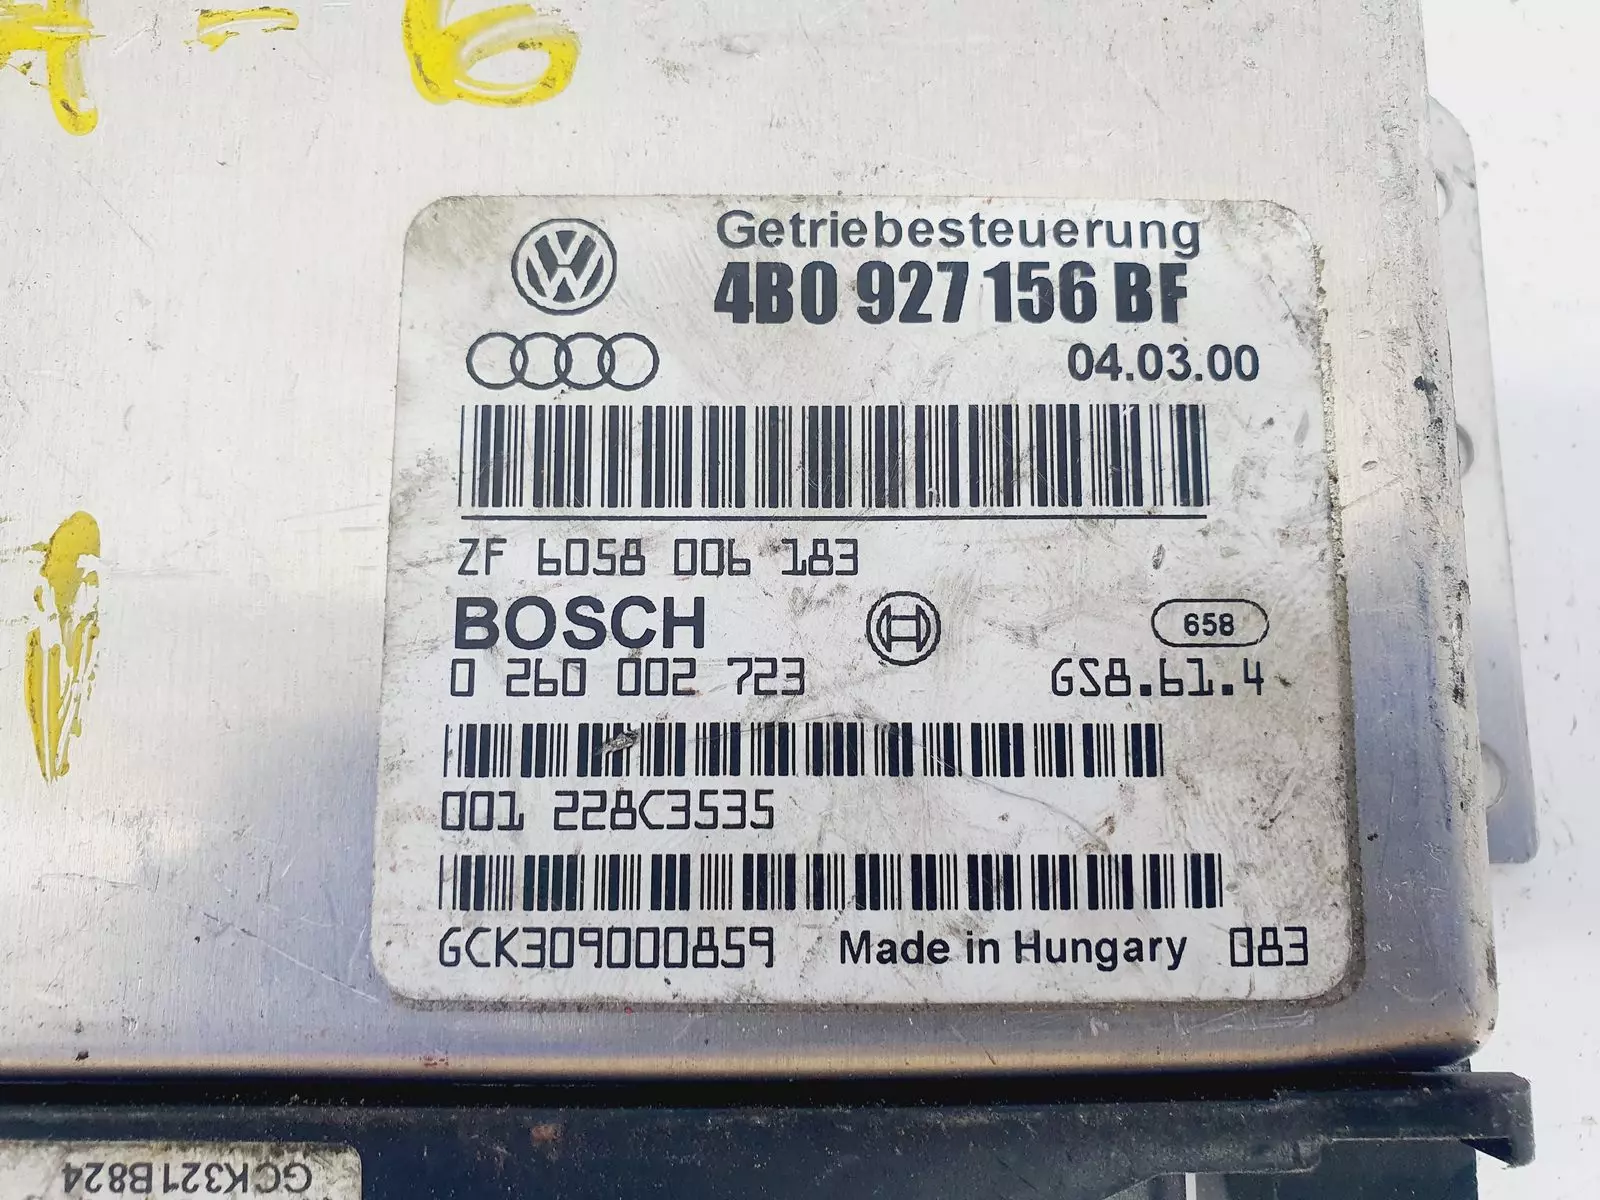 A-6
Getriebesteuerung
4B0 927 156 BF
04.03.00
ZF 6058 006 183
BOSCH
658
0 260 002 723 GS8.61.4
001 228C3535
GCK309000859 Made in Hungary 083
GCK321B824